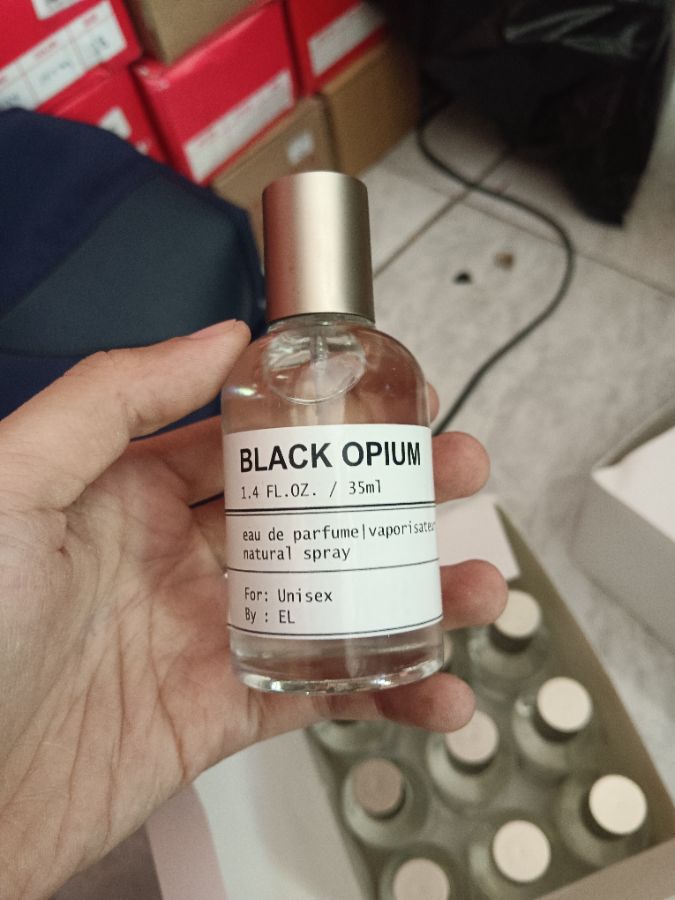 BLACK OPIUM
1.4 FL.OZ. / 35ml
eau de parfume|vaporisateur
natural spray
For: Unisex
By : EL